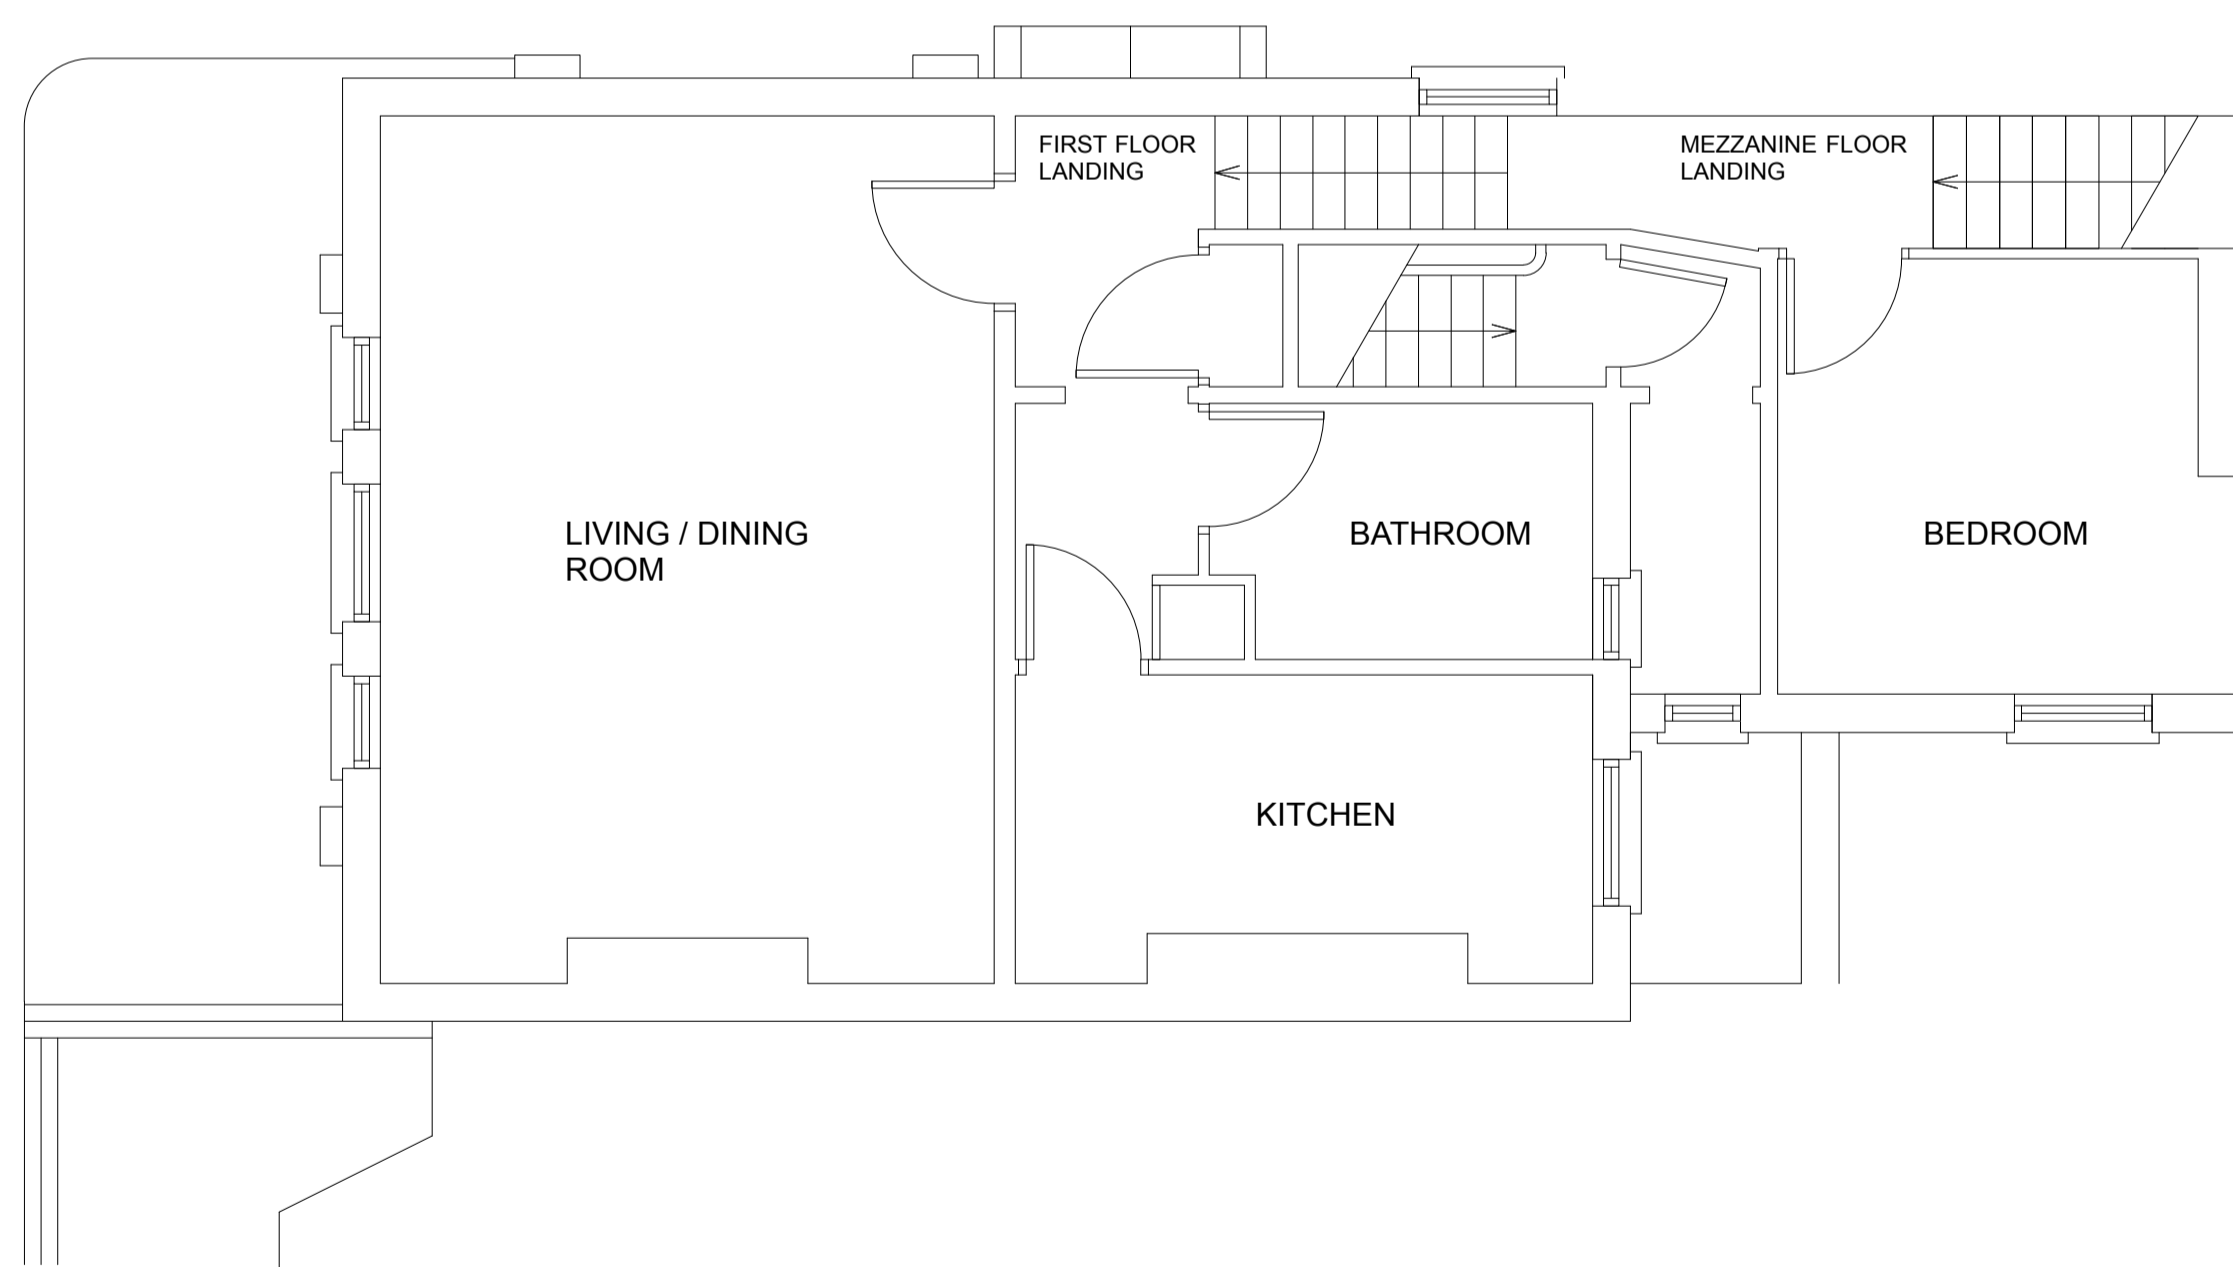 FIRST FLOOR
LANDING
MEZZANINE FLOOR
LANDING
LIVING / DINING
ROOM
BATHROOM
BEDROOM
KITCHEN